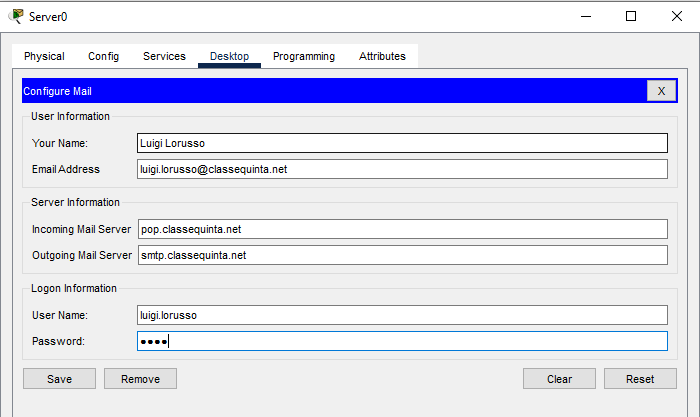 Server0
Physical Config Services Desktop Programming Attributes
Configure Mail X
User Information
Your Name: Luigi Lorusso
Email Address luigi.lorusso@classequinta.net
Server Information
Incoming Mail Server pop.classequinta.net
Outgoing Mail Server smtp.classequinta.net
Logon Information
User Name: luigi.lorusso
Password: ●●●●
Save Remove Clear Reset